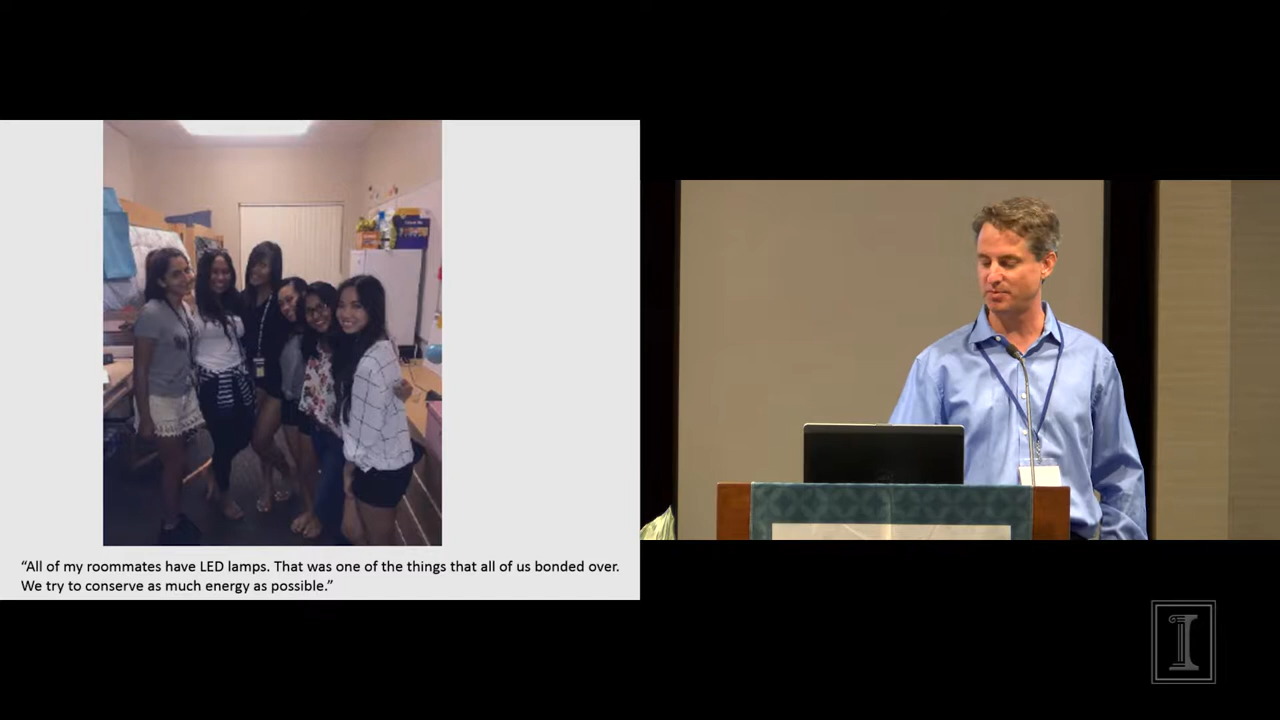 “All of my roommates have LED lamps. That was one of the things that all of us bonded over.
We try to conserve as much energy as possible.”
I